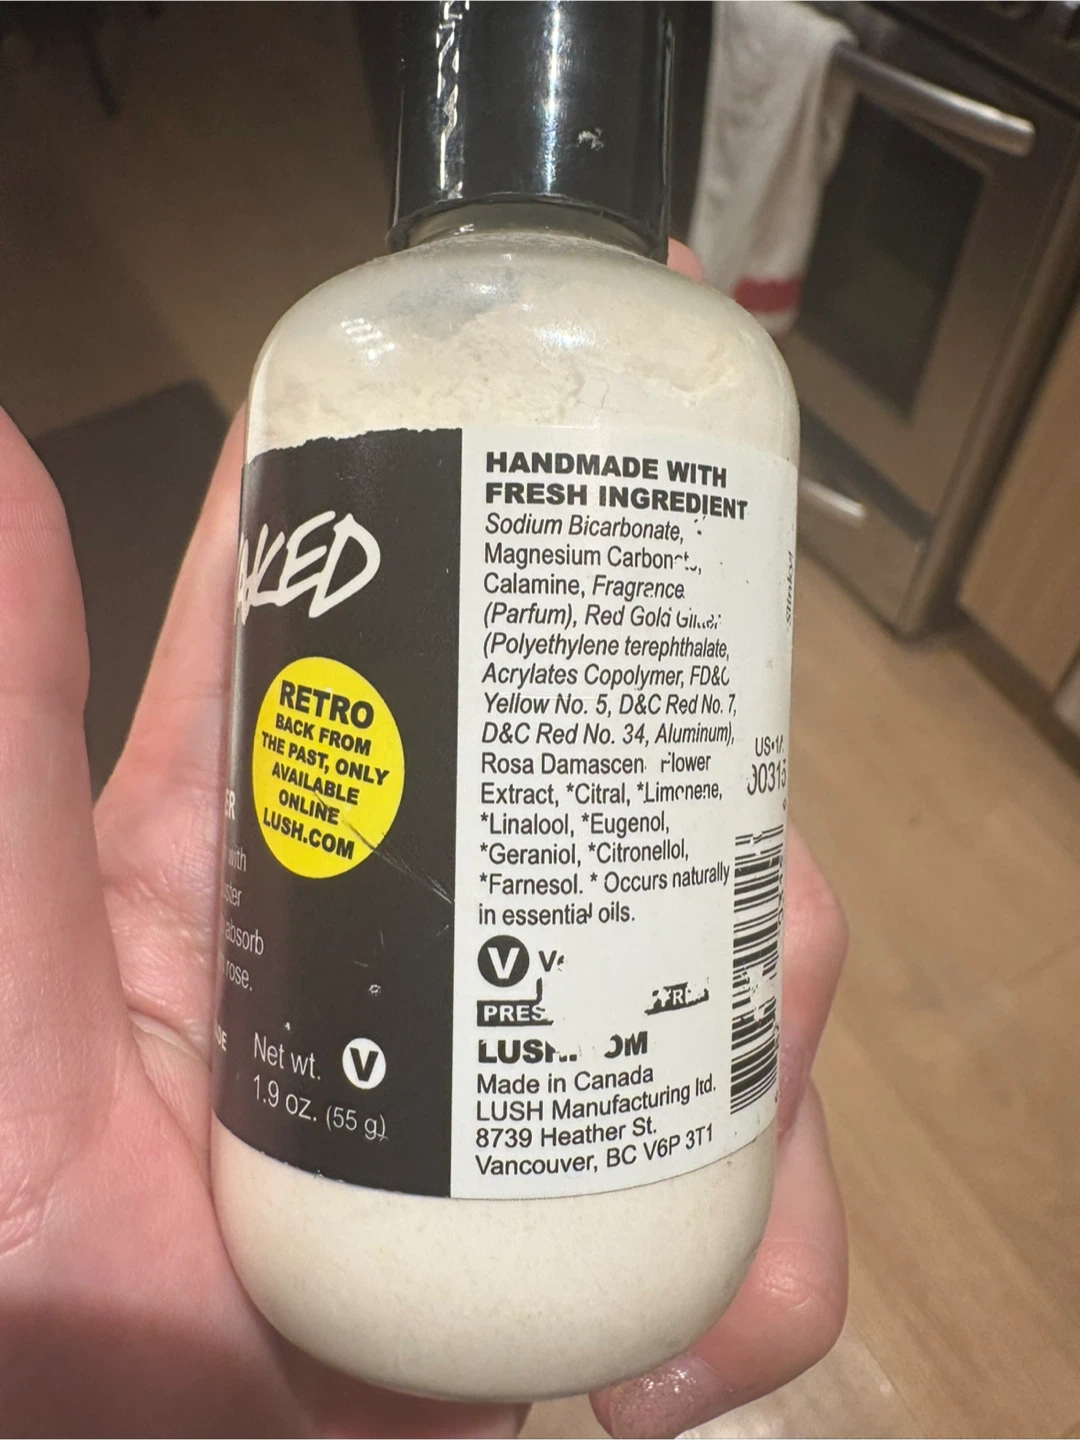 RETRO
BACK FROM
THE PAST, ONLY
AVAILABLE
ONLINE
LUSH.COM
absorb
rose.
Net wt. V
1.9 oz. (55 g)
HANDMADE WITH
FRESH INGREDIENT
Sodium Bicarbonate,
Magnesium
Calamine, Fragrance
(Parfum), Red Gold
(Polyethylene terephthalate,
Acrylates Copolymer, FD&C
Yellow No. 5, D&C Red No. 7,
D&C Red No. 34, Aluminum),
Rosa Damascen Flower
Extract, *Citral, *Limonene,
*Linalool, *Eugenol,
*Geraniol, *Citronellol,
*Farnesol. * Occurs naturally
in essential oils.
V
PRES
Made in Canada
LUSH Manufacturing ltd.
8739 Heather St.
Vancouver, BC V6P 3T1